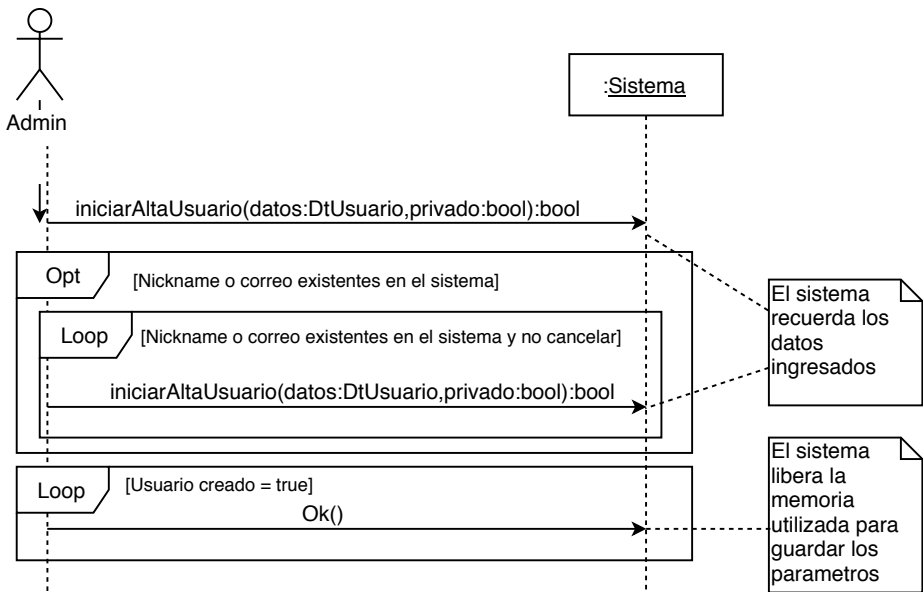 :Sistema
Admin
iniciarAltaUsuario(datos:DtUsuario,privado:bool):bool
Opt
[Nickname o correo existentes en el sistema]
Loop
[Nickname o correo existentes en el sistema y no cancelar]
iniciarAltaUsuario(datos:DtUsuario,privado:bool):bool
El sistema
recuerda los
datos
ingresados
Loop
[Usuario creado = true]
Ok()
El sistema
libera la
memoria
utilizada para
guardar los
parametros